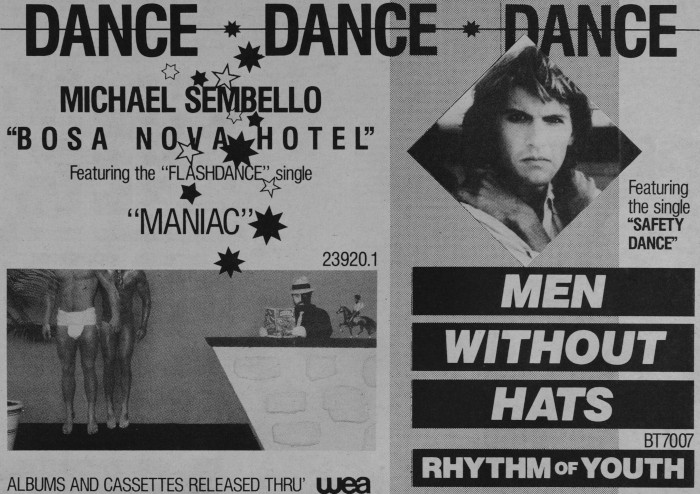 DANCE * DANCE * DANCE
MICHAEL SEMBELLO
“BOSA NOVA HOTEL”
Featuring the “FLASHDANCE” single
“MANIAC”
23920.1
ALBUMS AND CASSETTES RELEASED THRU' wea
Featuring
the single
“SAFETY
DANCE”
MEN
WITHOUT
HATS
BT7007
RHYTHM OF YOUTH